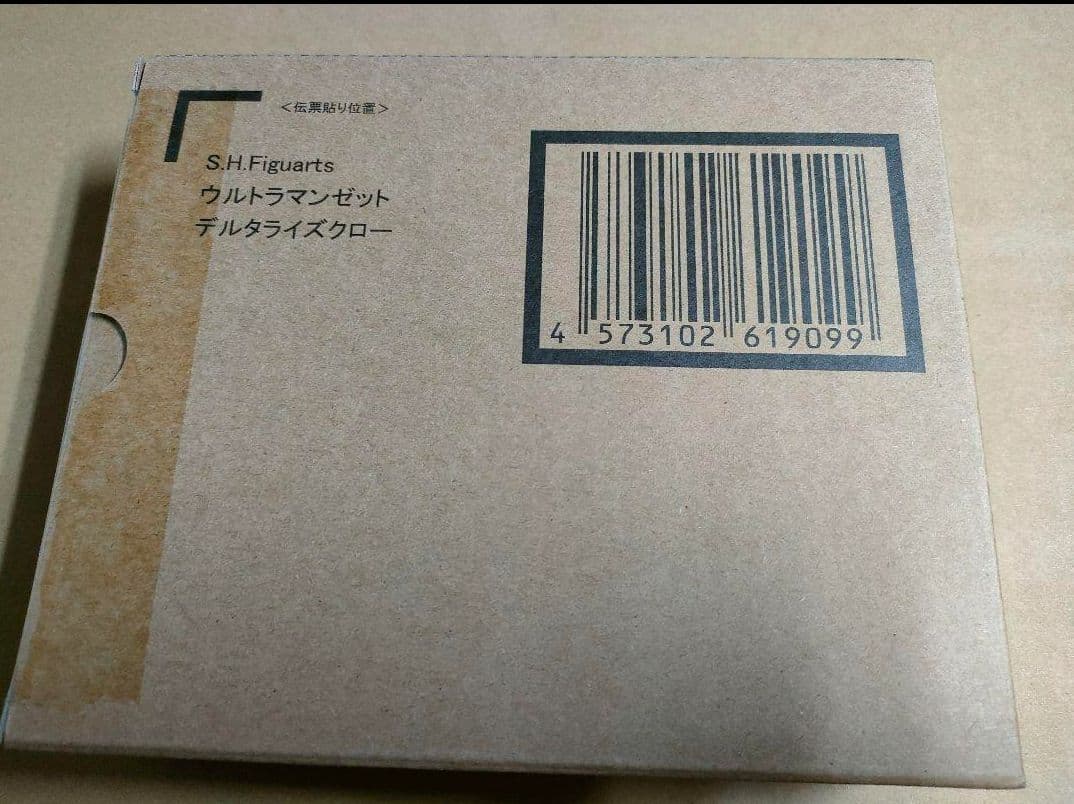 <伝票貼り位置>
S.H.Figuarts
ウルトラマンゼット
デルタライズクロー
4 573102 619099